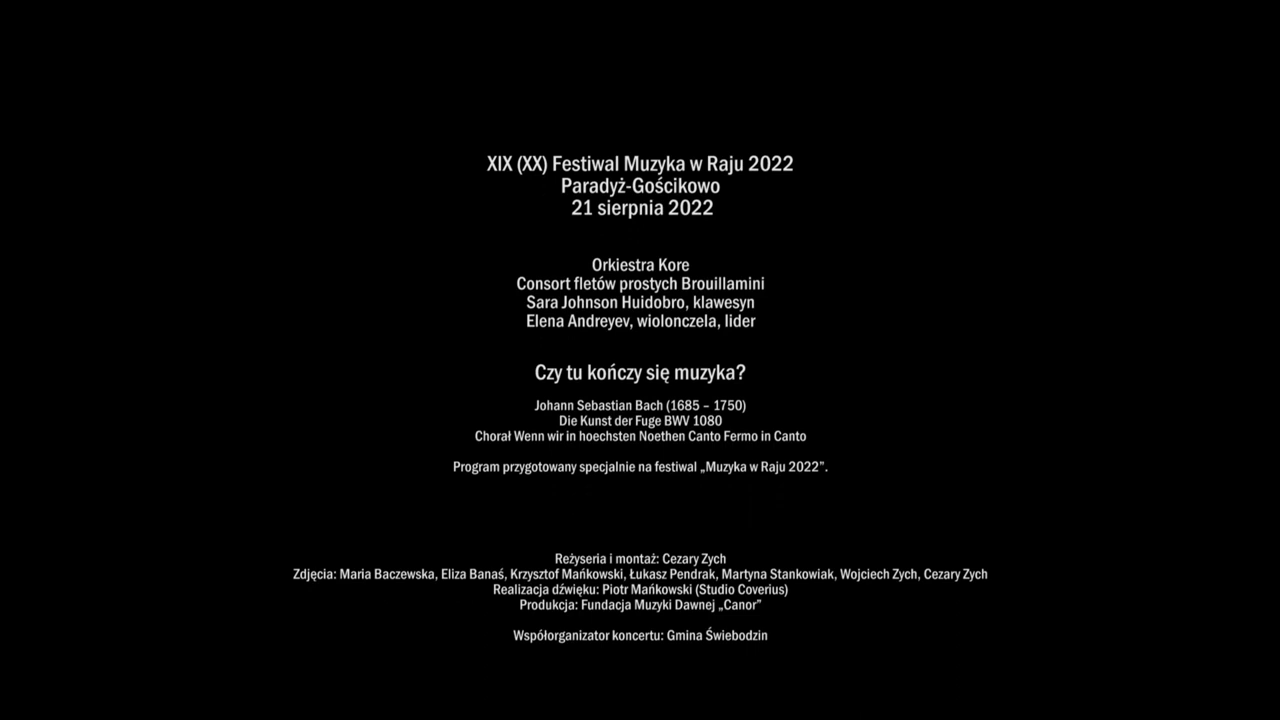 XIX (XX) Festiwal Muzyka w Raju 2022
Paradyż-Gościkowo
21 sierpnia 2022
Orkiestra Kore
Consort fletów prostych Brouillamini
Sara Johnson Huidobro, klawesyn
Elena Andreyev, wiolonczela, lider
Czy tu kończy się muzyka?
Johann Sebastian Bach (1685 – 1750)
Die Kunst der Fuge BWV 1080
Chorał Wenn wir in hoechsten Noethen Canto Fermo in Canto
Program przygotowany specjalnie na festiwal „Muzyka w Raju 2022”.
Reżyseria i montaż: Cezary Zych
Zdjęcia: Maria Baczewska, Eliza Banaś, Krzysztof Mańkowski, Łukasz Pendrak, Martyna Stankowiak, Wojciech Zych, Cezary Zych
Realizacja dźwięku: Piotr Mańkowski (Studio Coverius)
Produkcja: Fundacja Muzyki Dawnej „Canor”
Współorganizator koncertu: Gmina Świebodzin